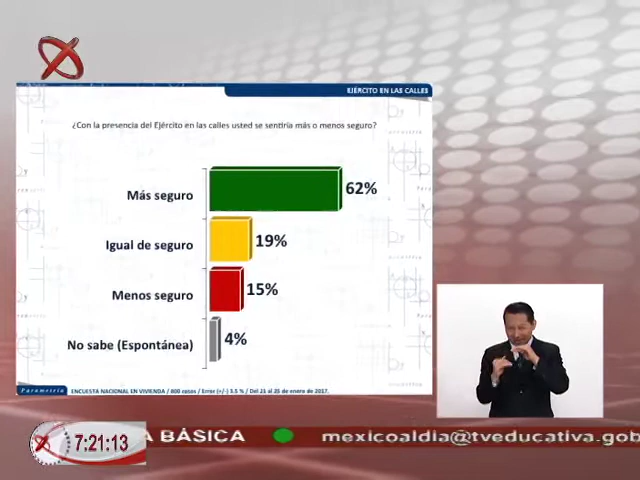 EJÉRCITO EN LAS CALLES
¿Con la presencia del Ejército en las calles usted se sentiría más o menos seguro?
Más seguro 62%
Igual de seguro 19%
Menos seguro 15%
No sabe (Espontánea) 4%
Parametría
ENCUESTA NACIONAL EN VIVIENDA / 800 casos / Error (+/-) 3.5 % / Del 21 al 25 de enero de 2017.
7:21:13
A BÁSICA mexicoaldia@tveducativa.gob